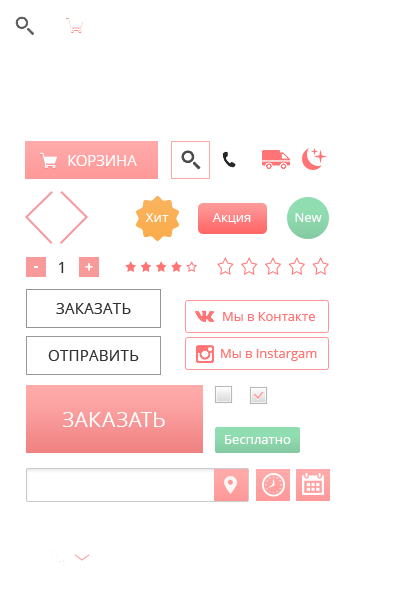 КОРЗИНА
Хит
Акция
New
- 1 +
ЗАКАЗАТЬ
Мы в Контакте
ОТПРАВИТЬ
Мы в Instargam
ЗАКАЗАТЬ
Бесплатно